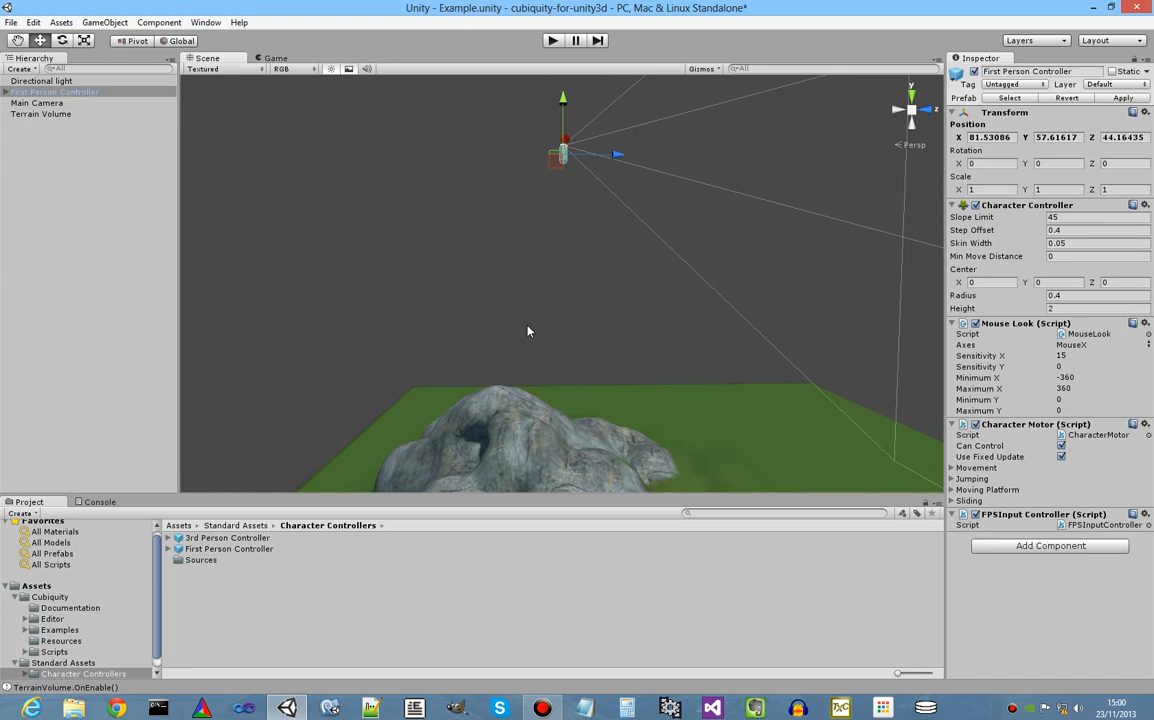 Unity - Example.unity - cubiquity-for-unity3d - PC, Mac & Linux Standalone*
File Edit Assets GameObject Component Window Help
Pivot Global Layers Layout
Hierarchy
Create All
Directional light
First Person Controller
Main Camera
Terrain Volume
Scene Game
Textured RGB Gizmos All
y
z
Persp
Inspector
First Person Controller Static
Tag Untagged Layer Default
Prefab Select Revert Apply
Transform
Position
X 81.53086 Y 57.61617 Z 44.16435
Rotation
X 0 Y 0 Z 0
Scale
X 1 Y 1 Z 1
Character Controller
Slope Limit 45
Step Offset 0.4
Skin Width 0.05
Min Move Distance 0
Center
X 0 Y 0 Z 0
Radius 0.4
Height 2
Mouse Look (Script)
Script MouseLook
Axes MouseX
Sensitivity X 15
Sensitivity Y 0
Minimum X -360
Maximum X 360
Minimum Y 0
Maximum Y 0
Character Motor (Script)
Script CharacterMotor
Can Control
Use Fixed Update
Movement
Jumping
Moving Platform
Sliding
FPSInput Controller (Script)
Script FPSInputController
Add Component
Project Console
Create
Favorites
All Materials
All Models
All Prefabs
All Scripts
Assets
Cubiquity
Documentation
Editor
Examples
Resources
Scripts
Standard Assets
Character Controllers
Assets Standard Assets Character Controllers
3rd Person Controller
First Person Controller
Sources
TerrainVolume.OnEnable()
15:00
23/11/2013